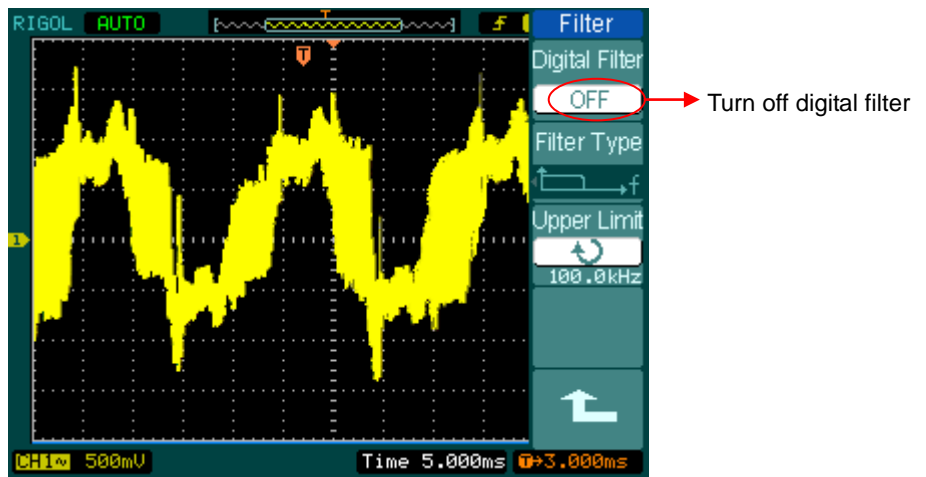 RIGOL AUTO T Filter
T
Digital Filter
OFF
Turn off digital filter
Filter Type
f
Upper Limit
1
100.0kHz
CH1~ 500mV Time 5.000ms T→3.000ms